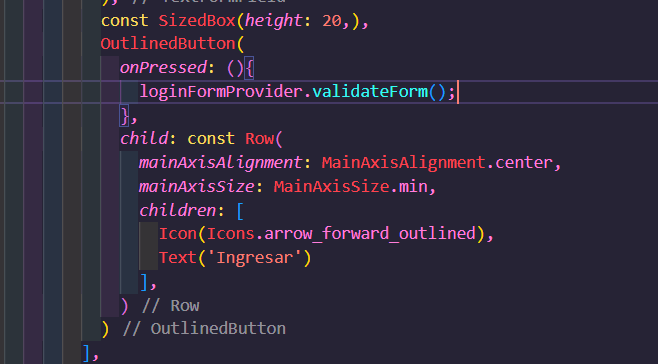 ), // TextFormField
const SizedBox(height: 20,),
OutlinedButton(
onPressed: (){
loginFormProvider.validateForm();
},
child: const Row(
mainAxisAlignment: MainAxisAlignment.center,
mainAxisSize: MainAxisSize.min,
children: [
Icon(Icons.arrow_forward_outlined),
Text('Ingresar')
],
) // Row
) // OutlinedButton
],